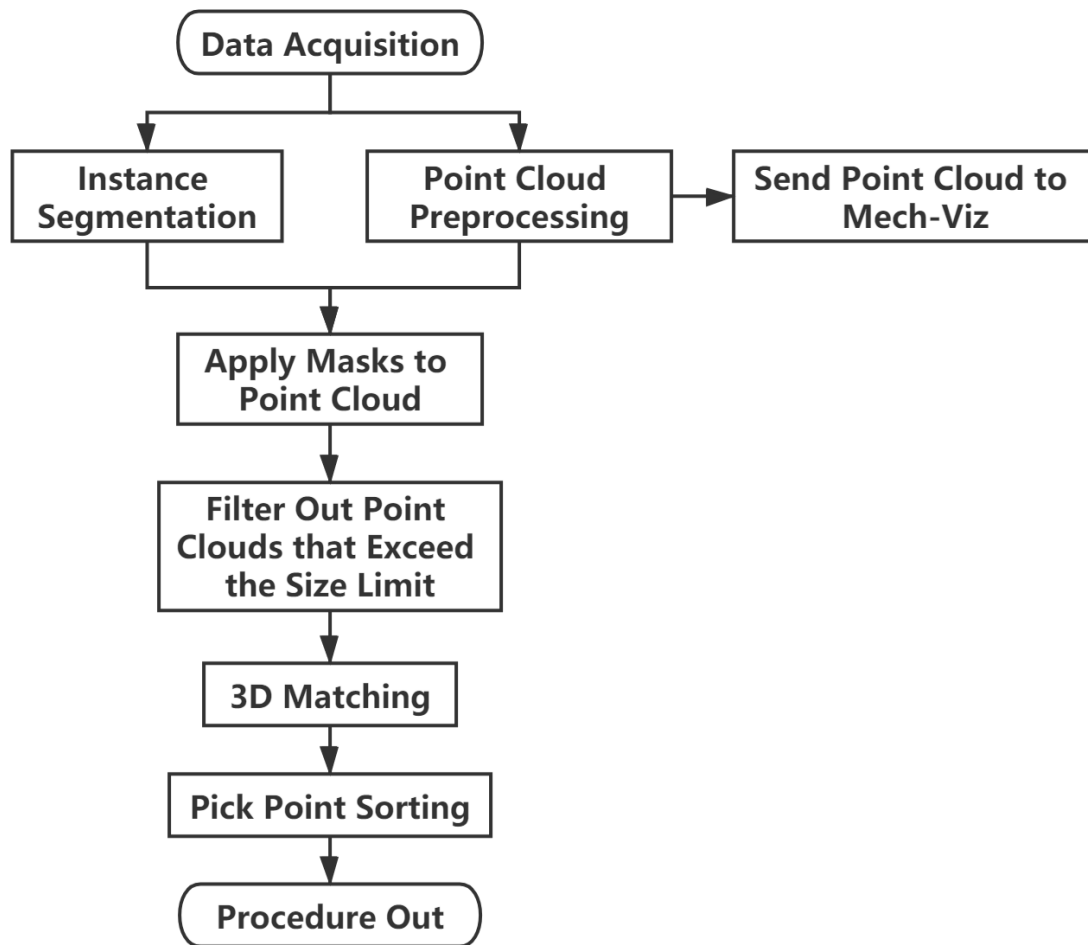 Data Acquisition
Instance
Segmentation
Point Cloud
Preprocessing
Send Point Cloud to
Mech-Viz
Apply Masks to
Point Cloud
Filter Out Point
Clouds that Exceed
the Size Limit
3D Matching
Pick Point Sorting
Procedure Out